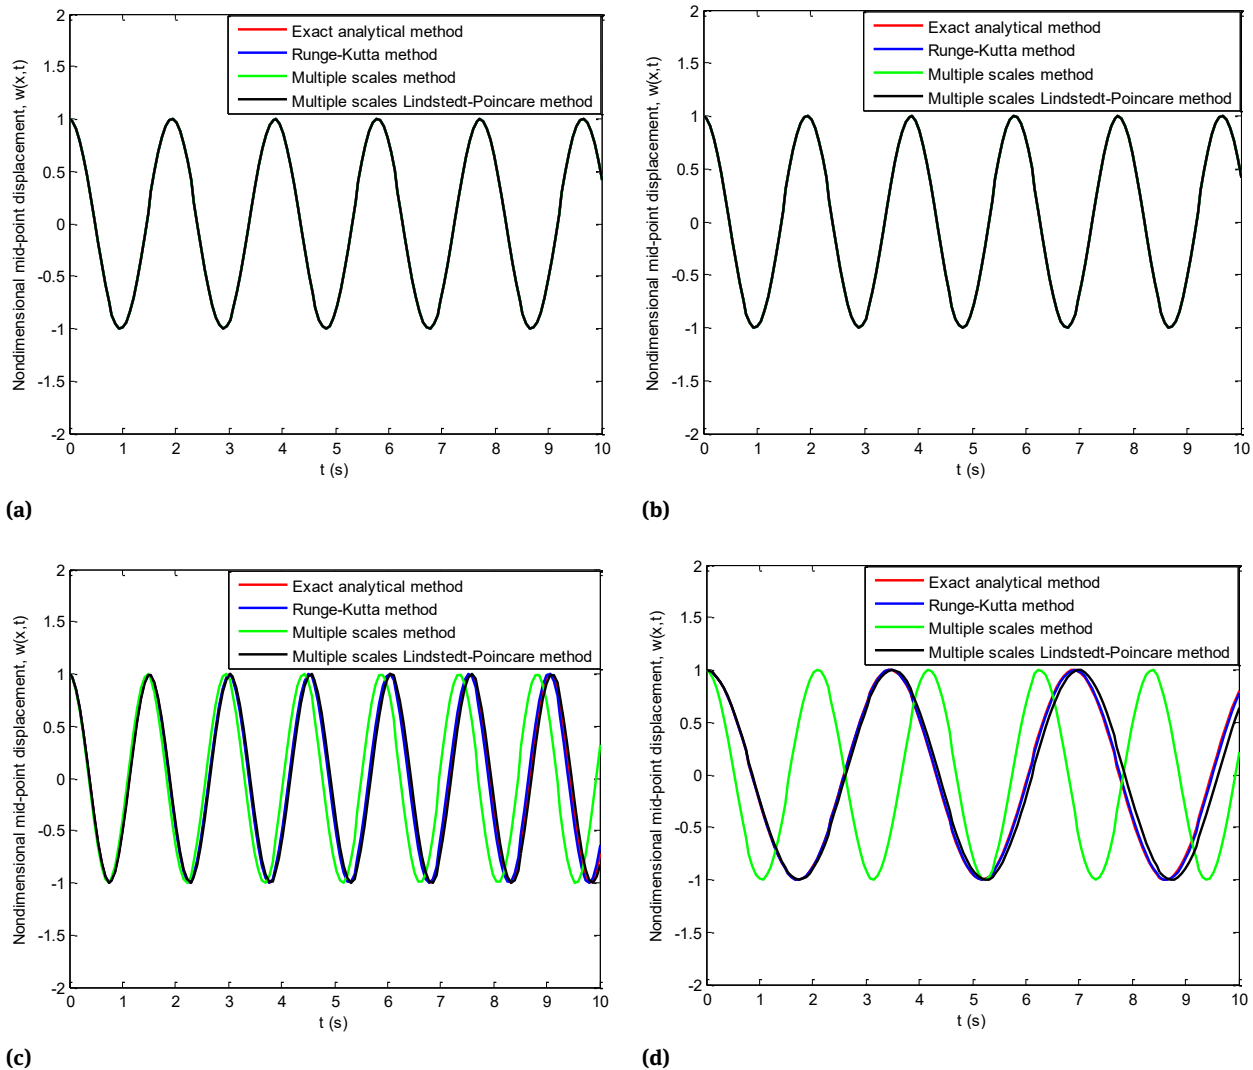 2
1.5
1
0.5
0
-0.5
-1
-1.5
-2
Nondimensional mid-point displacement, w(x,t)
Exact analytical method
Runge-Kutta method
Multiple scales method
Multiple scales Lindstedt-Poincare method
0 1 2 3 4 5 6 7 8 9 10
t (s)
(a)
2
1.5
1
0.5
0
-0.5
-1
-1.5
-2
Nondimensional mid-point displacement, w(x,t)
Exact analytical method
Runge-Kutta method
Multiple scales method
Multiple scales Lindstedt-Poincare method
0 1 2 3 4 5 6 7 8 9 10
t (s)
(b)
2
1.5
1
0.5
0
-0.5
-1
-1.5
-2
Nondimensional mid-point displacement, w(x,t)
Exact analytical method
Runge-Kutta method
Multiple scales method
Multiple scales Lindstedt-Poincare method
0 1 2 3 4 5 6 7 8 9 10
t (s)
(c)
2
1.5
1
0.5
0
-0.5
-1
-1.5
-2
Nondimensional mid-point displacement, w(x,t)
Exact analytical method
Runge-Kutta method
Multiple scales method
Multiple scales Lindstedt-Poincare method
0 1 2 3 4 5 6 7 8 9 10
t (s)
(d)